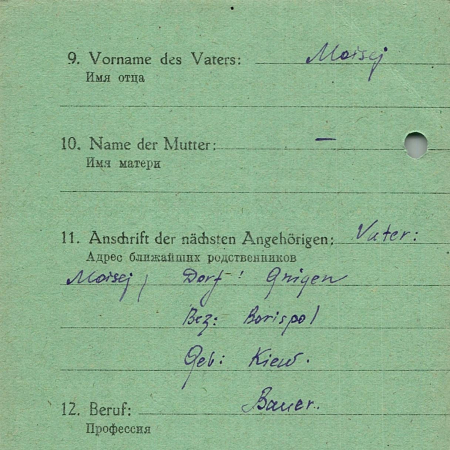 9. Vorname des Vaters: Moisej
Имя отца
10. Name der Mutter: —
Имя матери
11. Anschrift der nächsten Angehörigen: Vater:
Адрес ближайших родственников
Moisej, Dorf: Gnigen
Bez: Borispol
Geb: Kiew.
12. Beruf: Bauer.
Профессия